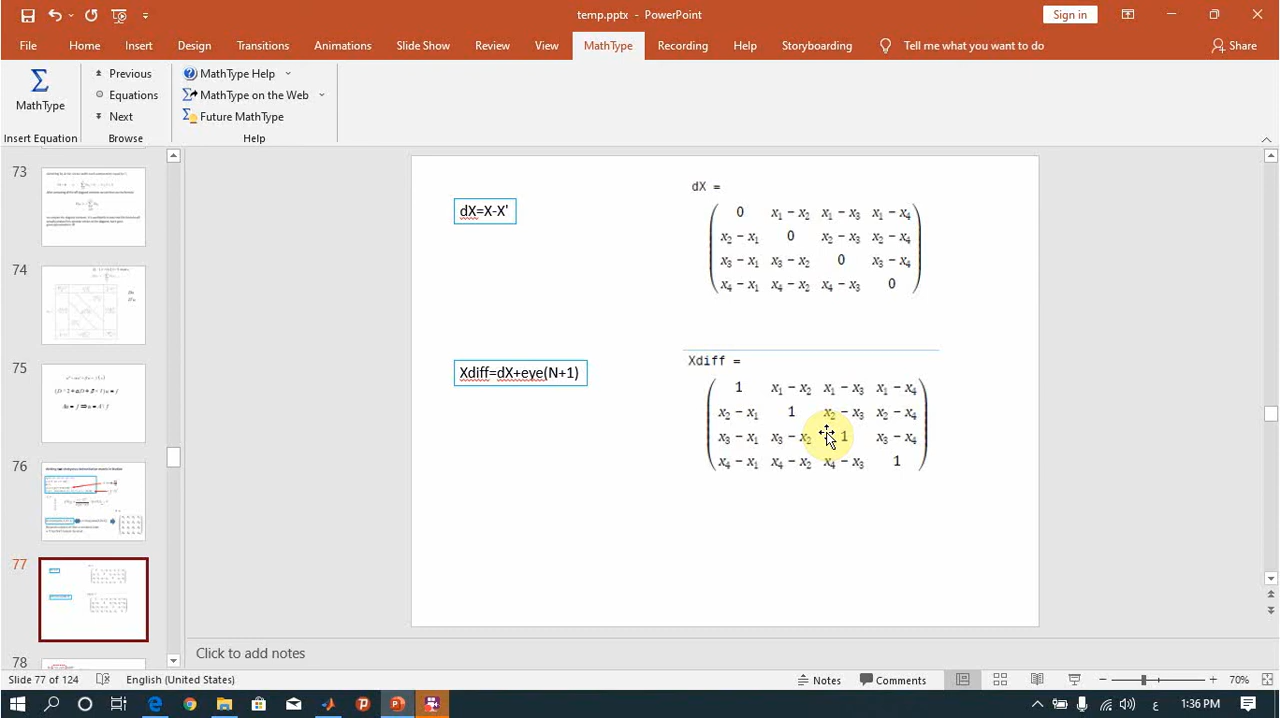 temp.pptx - PowerPoint
Sign in
File Home Insert Design Transitions Animations Slide Show Review View MathType Recording Help Storyboarding Tell me what you want to do Share
Previous MathType Help
MathType Equations MathType on the Web
Next Future MathType
Insert Equation Browse Help
73
74
75
76
77
78
dX =
dX=X-X'
0 x₁ − x₂ x₁ − x₃ x₁ − x₄
x₂ − x₁ 0 x₂ − x₃ x₂ − x₄
x₃ − x₁ x₃ − x₂ 0 x₃ − x₄
x₄ − x₁ x₄ − x₂ x₄ − x₃ 0
Xdiff =
Xdiff=dX+eye(N+1)
1 x₁ − x₂ x₁ − x₃ x₁ − x₄
x₂ − x₁ 1 x₂ − x₃ x₂ − x₄
x₃ − x₁ x₃ − x₂ 1 x₃ − x₄
x₄ − x₁ x₄ − x₂ x₄ − x₃ 1
Click to add notes
Slide 77 of 124 English (United States) Notes Comments 70%
ع 1:36 PM